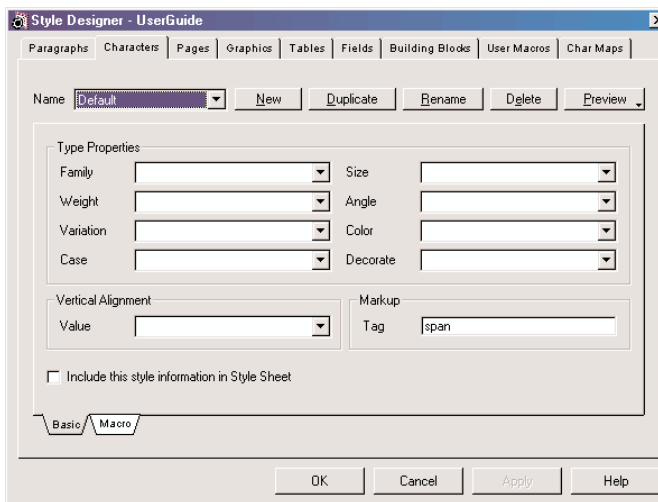 Style Designer - UserGuide
Paragraphs Characters Pages Graphics Tables Fields Building Blocks User Macros Char Maps
Name Default New Duplicate Rename Delete Preview
Type Properties
Family Size
Weight Angle
Variation Color
Case Decorate
Vertical Alignment Markup
Value Tag span
Include this style information in Style Sheet
Basic Macro
OK Cancel Apply Help